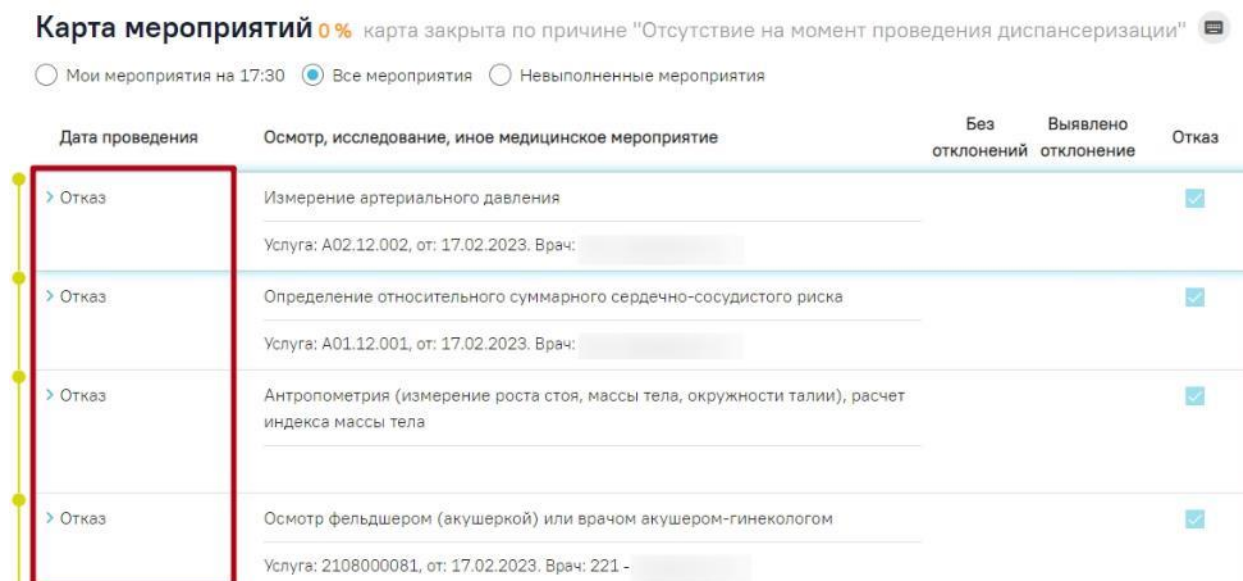 Карта мероприятий 0 % карта закрыта по причине "Отсутствие на момент проведения диспансеризации"
Мои мероприятия на 17:30 Все мероприятия Невыполненные мероприятия
Дата проведения Осмотр, исследование, иное медицинское мероприятие Без отклонений Выявлено отклонение Отказ
Отказ Измерение артериального давления
Услуга: A02.12.002, от: 17.02.2023. Врач:
Отказ Определение относительного суммарного сердечно-сосудистого риска
Услуга: A01.12.001, от: 17.02.2023. Врач:
Отказ Антропометрия (измерение роста стоя, массы тела, окружности талии), расчет
индекса массы тела
Отказ Осмотр фельдшером (акушеркой) или врачом акушером-гинекологом
Услуга: 2108000081, от: 17.02.2023. Врач: 221 -